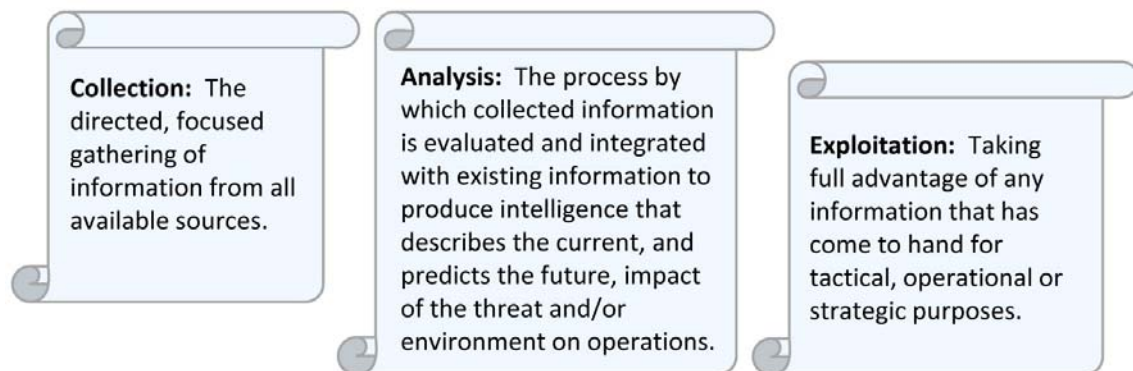 Collection: The
directed, focused
gathering of
information from all
available sources.
Analysis: The process by
which collected information
is evaluated and integrated
with existing information to
produce intelligence that
describes the current, and
predicts the future, impact
of the threat and/or
environment on operations.
Exploitation: Taking
full advantage of any
information that has
come to hand for
tactical, operational or
strategic purposes.